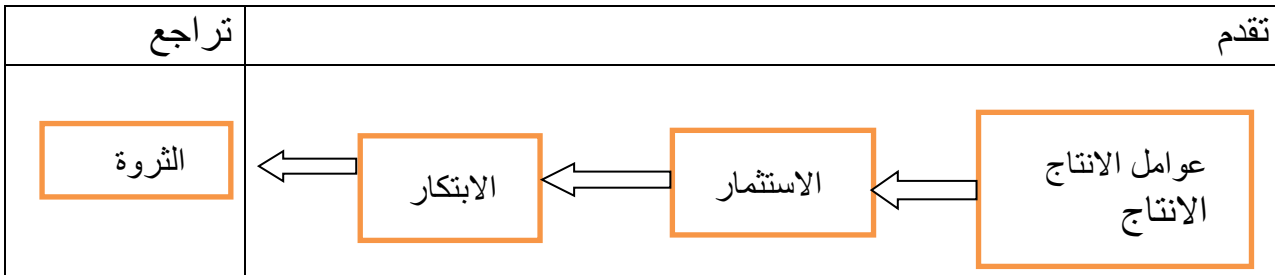 تقدم
تراجع
عوامل الانتاج
الانتاج
الاستثمار
الابتكار
الثروة